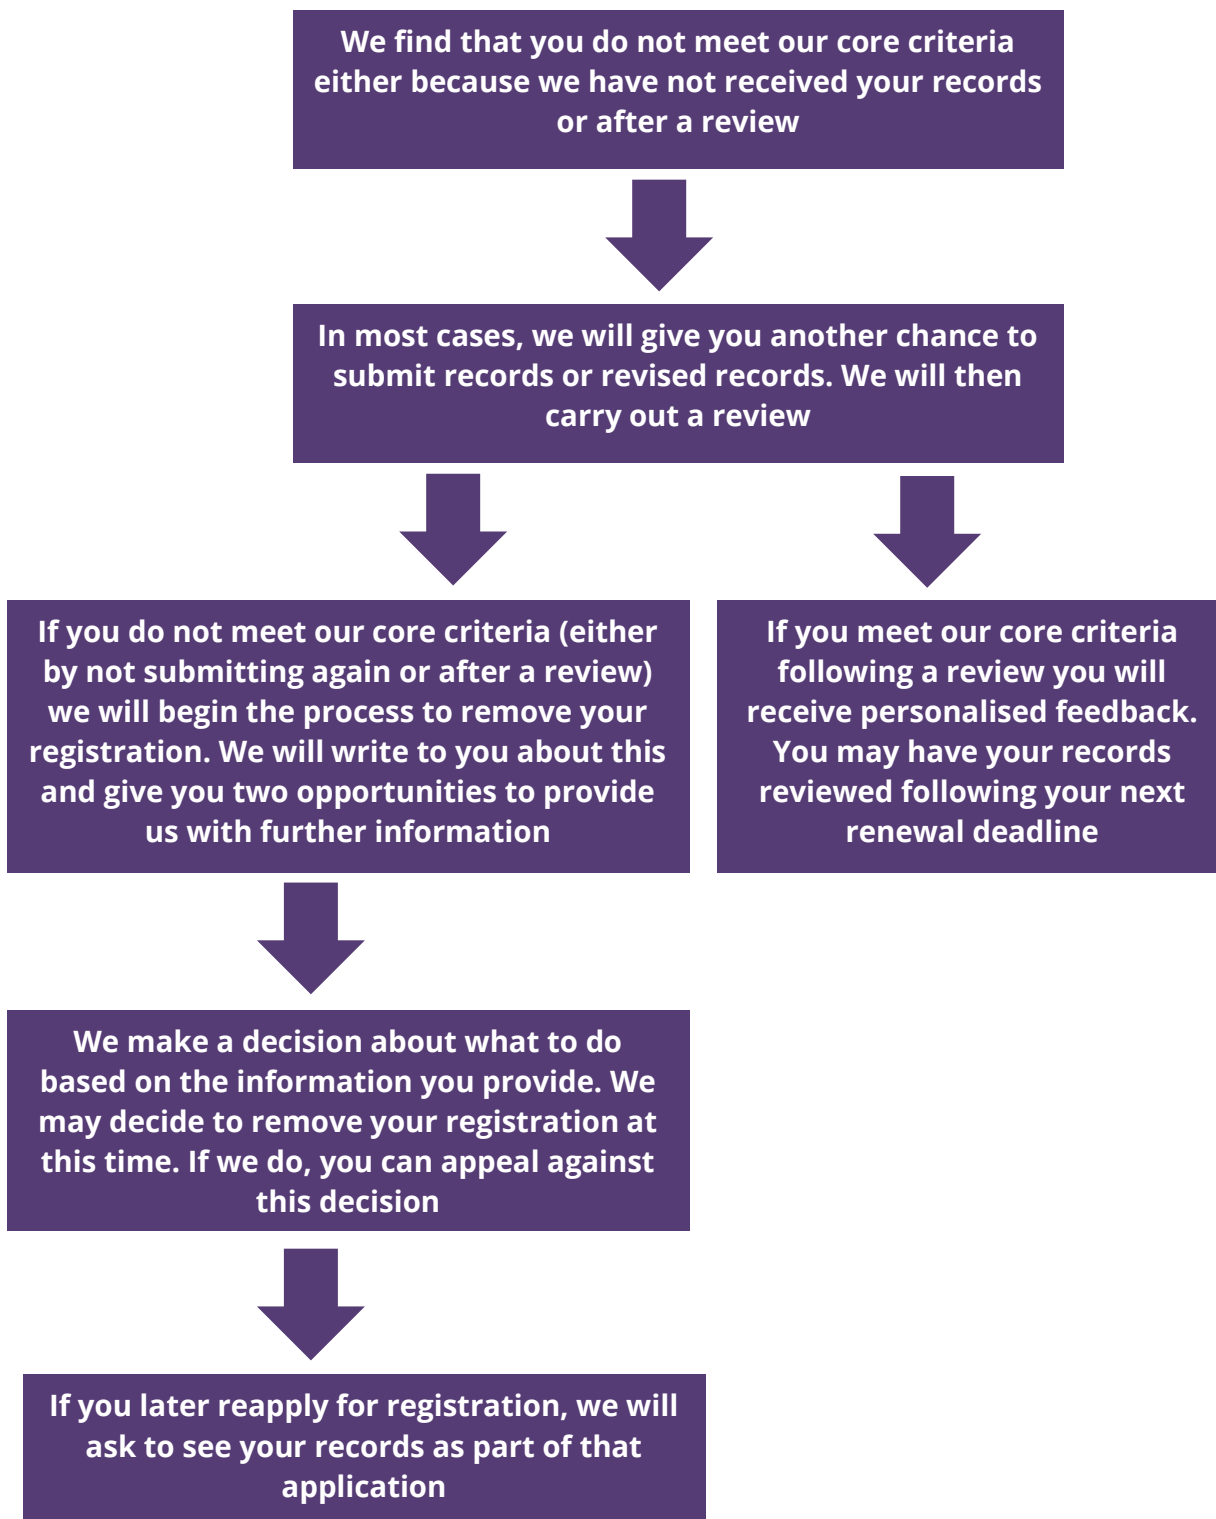 We find that you do not meet our core criteria
either because we have not received your records
or after a review
In most cases, we will give you another chance to
submit records or revised records. We will then
carry out a review
If you do not meet our core criteria (either
by not submitting again or after a review)
we will begin the process to remove your
registration. We will write to you about this
and give you two opportunities to provide
us with further information
If you meet our core criteria
following a review you will
receive personalised feedback.
You may have your records
reviewed following your next
renewal deadline
We make a decision about what to do
based on the information you provide. We
may decide to remove your registration at
this time. If we do, you can appeal against
this decision
If you later reapply for registration, we will
ask to see your records as part of that
application